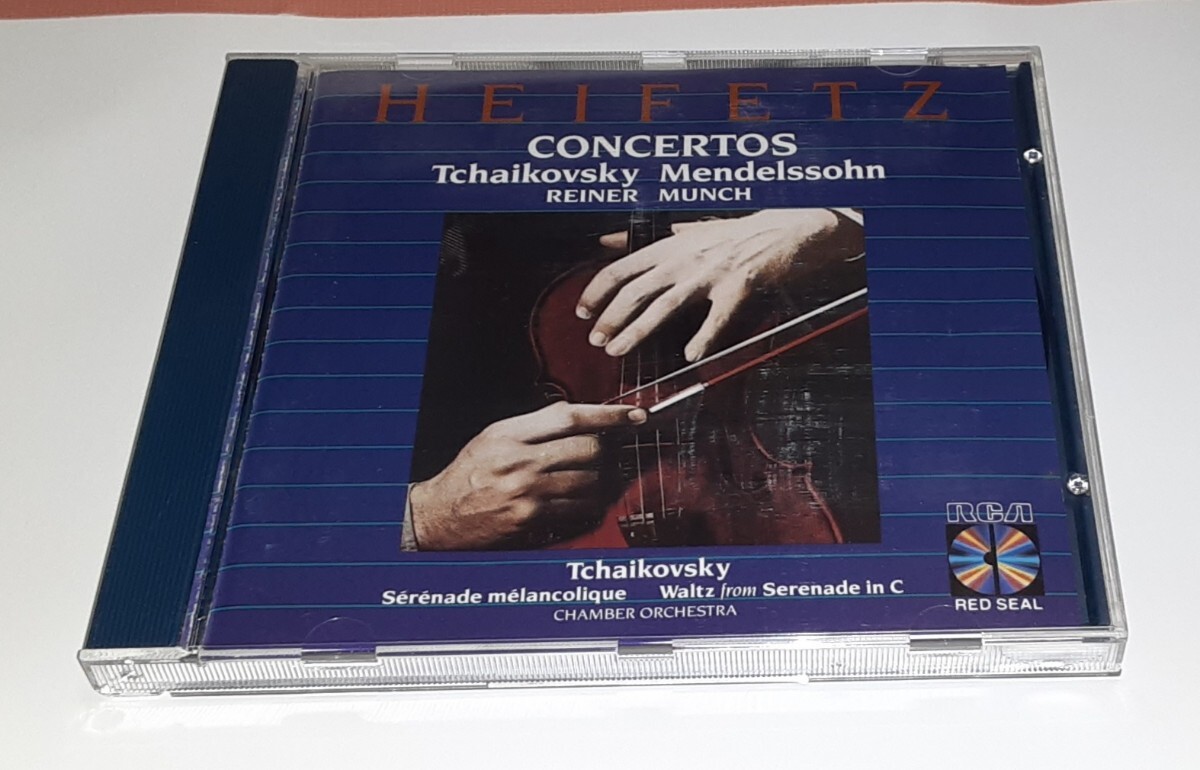 HEIFETZ
CONCERTOS
Tchaikovsky Mendelssohn
REINER MUNCH
Tchaikovsky
Sérénade mélancolique Waltz from Serenade in C
CHAMBER ORCHESTRA
RCA
RED SEAL